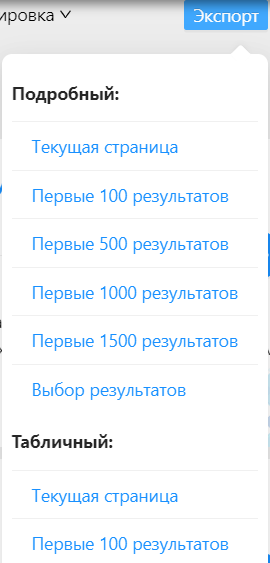 ировка
Экспорт
Подробный:
Текущая страница
Первые 100 результатов
Первые 500 результатов
Первые 1000 результатов
Первые 1500 результатов
Выбор результатов
Табличный:
Текущая страница
Первые 100 результатов